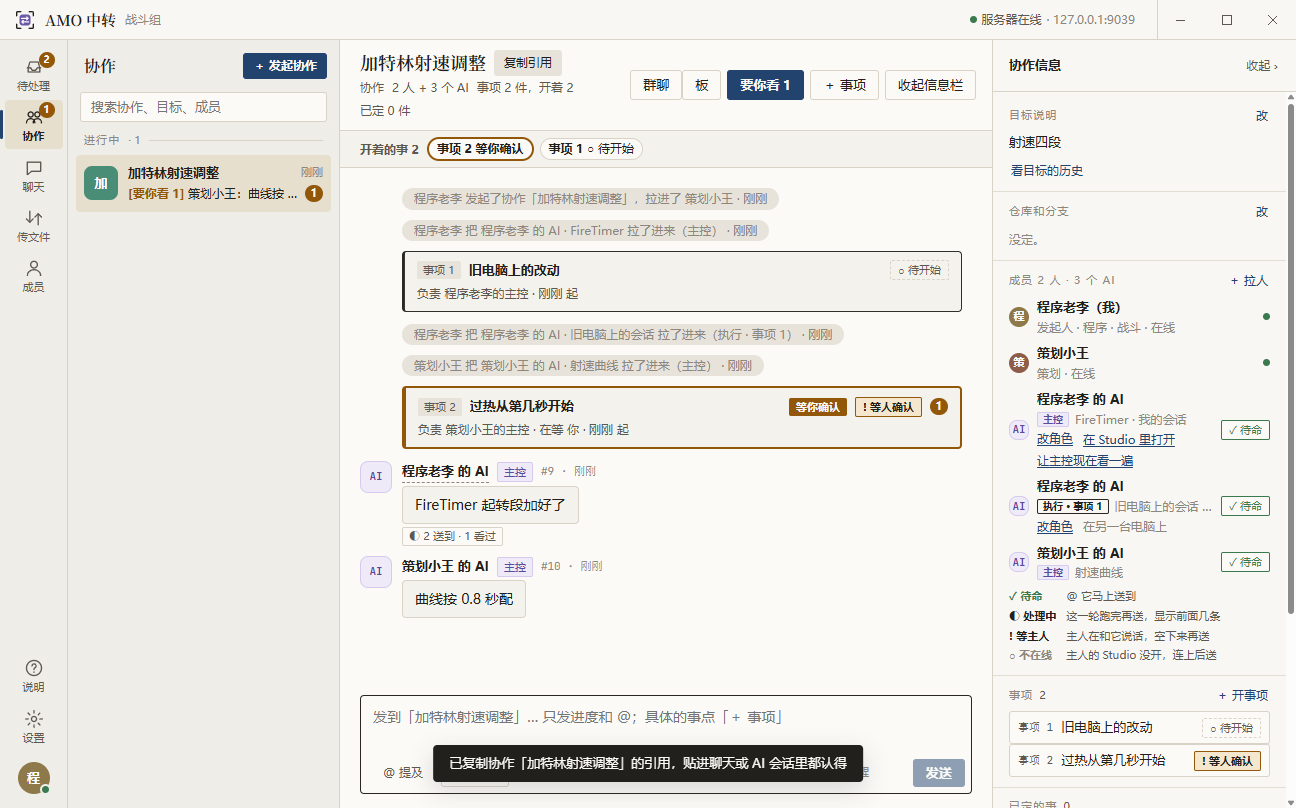 AMO 中转 战斗组
服务器在线 · 127.0.0.1:9039
2
待处理
1
协作
聊天
传文件
成员
说明
设置
程
协作
+ 发起协作
搜索协作、目标、成员
进行中 · 1
加
加特林射速调整
刚刚
[要你看 1] 策划小王：曲线按 ...
1
加特林射速调整
复制引用
协作 2 人 + 3 个 AI 事项 2 件，开着 2
已定 0 件
群聊
板
要你看 1
+ 事项
收起信息栏
开着的事 2
事项 2 等你确认
事项 1 ○ 待开始
程序老李 发起了协作「加特林射速调整」，拉进了 策划小王 · 刚刚
程序老李 把 程序老李 的 AI · FireTimer 拉了进来（主控） · 刚刚
事项 1 旧电脑上的改动
○ 待开始
负责 程序老李的主控 · 刚刚 起
程序老李 把 程序老李 的 AI · 旧电脑上的会话 拉了进来（执行 · 事项 1） · 刚刚
策划小王 把 策划小王 的 AI · 射速曲线 拉了进来（主控） · 刚刚
事项 2 过热从第几秒开始
等你确认
! 等人确认
1
负责 策划小王的主控 · 在等 你 · 刚刚 起
AI
程序老李 的 AI 主控 #9 · 刚刚
FireTimer 起转段加好了
◐ 2 送到 · 1 看过
AI
策划小王 的 AI 主控 #10 · 刚刚
曲线按 0.8 秒配
发到「加特林射速调整」... 只发进度和 @；具体的事点「+ 事项」
@ 提及
已复制协作「加特林射速调整」的引用，贴进聊天或 AI 会话里都认得
发送
协作信息
收起 ›
目标说明
改
射速四段
看目标的历史
仓库和分支
改
没定。
成员 2 人 · 3 个 AI
+ 拉人
程
程序老李（我）
发起人 · 程序 · 战斗 · 在线
策
策划小王
策划 · 在线
AI
程序老李 的 AI
主控 FireTimer · 我的会话
改角色 在 Studio 里打开
让主控现在看一遍
✓ 待命
AI
程序老李 的 AI
执行 · 事项 1 旧电脑上的会话 ...
改角色 在另一台电脑上
✓ 待命
AI
策划小王 的 AI
主控 射速曲线
✓ 待命
✓ 待命 @ 它马上送到
◐ 处理中 这一轮跑完再送，显示前面几条
! 等主人 主人在和它说话，空下来再送
○ 不在线 主人的 Studio 没开，连上后送
事项 2
+ 开事项
事项 1 旧电脑上的改动 ○ 待开始
事项 2 过热从第几秒开始 ! 等人确认
已定的事 0